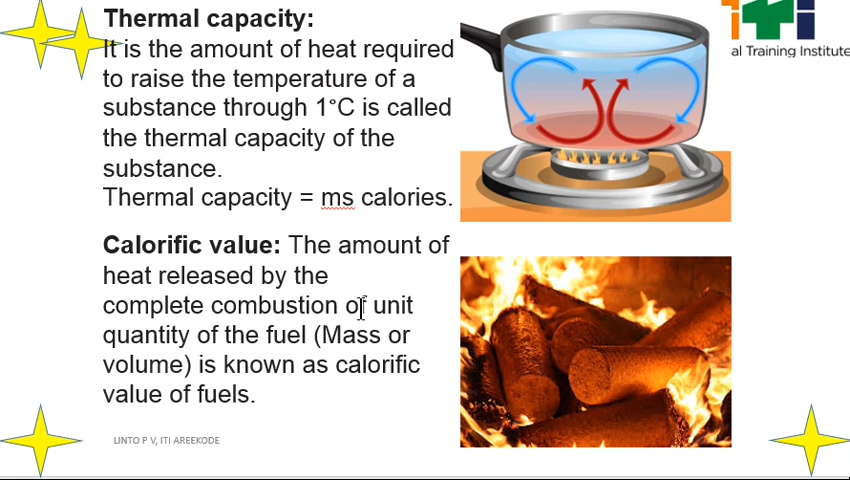 Thermal capacity:
It is the amount of heat required
to raise the temperature of a
substance through 1°C is called
the thermal capacity of the
substance.
Thermal capacity = ms calories.
Calorific value: The amount of
heat released by the
complete combustion of unit
quantity of the fuel (Mass or
volume) is known as calorific
value of fuels.
al Training Institute
LINTO P V, ITI AREEKODE